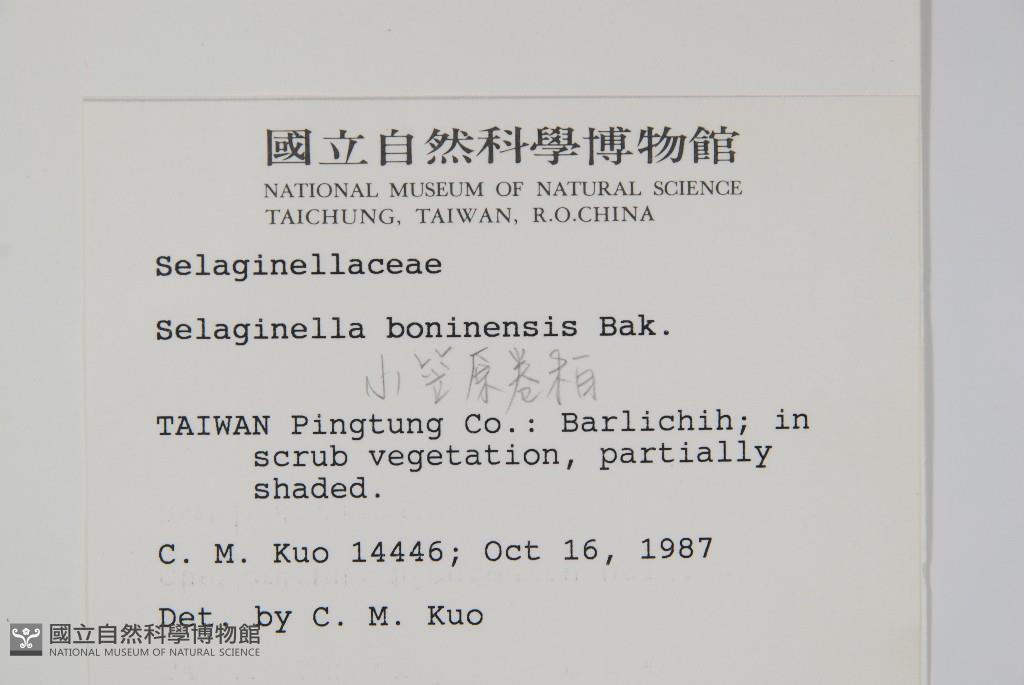 國立自然科學博物館
NATIONAL MUSEUM OF NATURAL SCIENCE
TAICHUNG, TAIWAN, R.O.CHINA
Selaginellaceae
Selaginella boninensis Bak.
小笠原卷柏
TAIWAN Pingtung Co.: Barlichih; in
scrub vegetation, partially
shaded.
C. M. Kuo 14446; Oct 16, 1987
Det. by C. M. Kuo
國立自然科學博物館
NATIONAL MUSEUM OF NATURAL SCIENCE